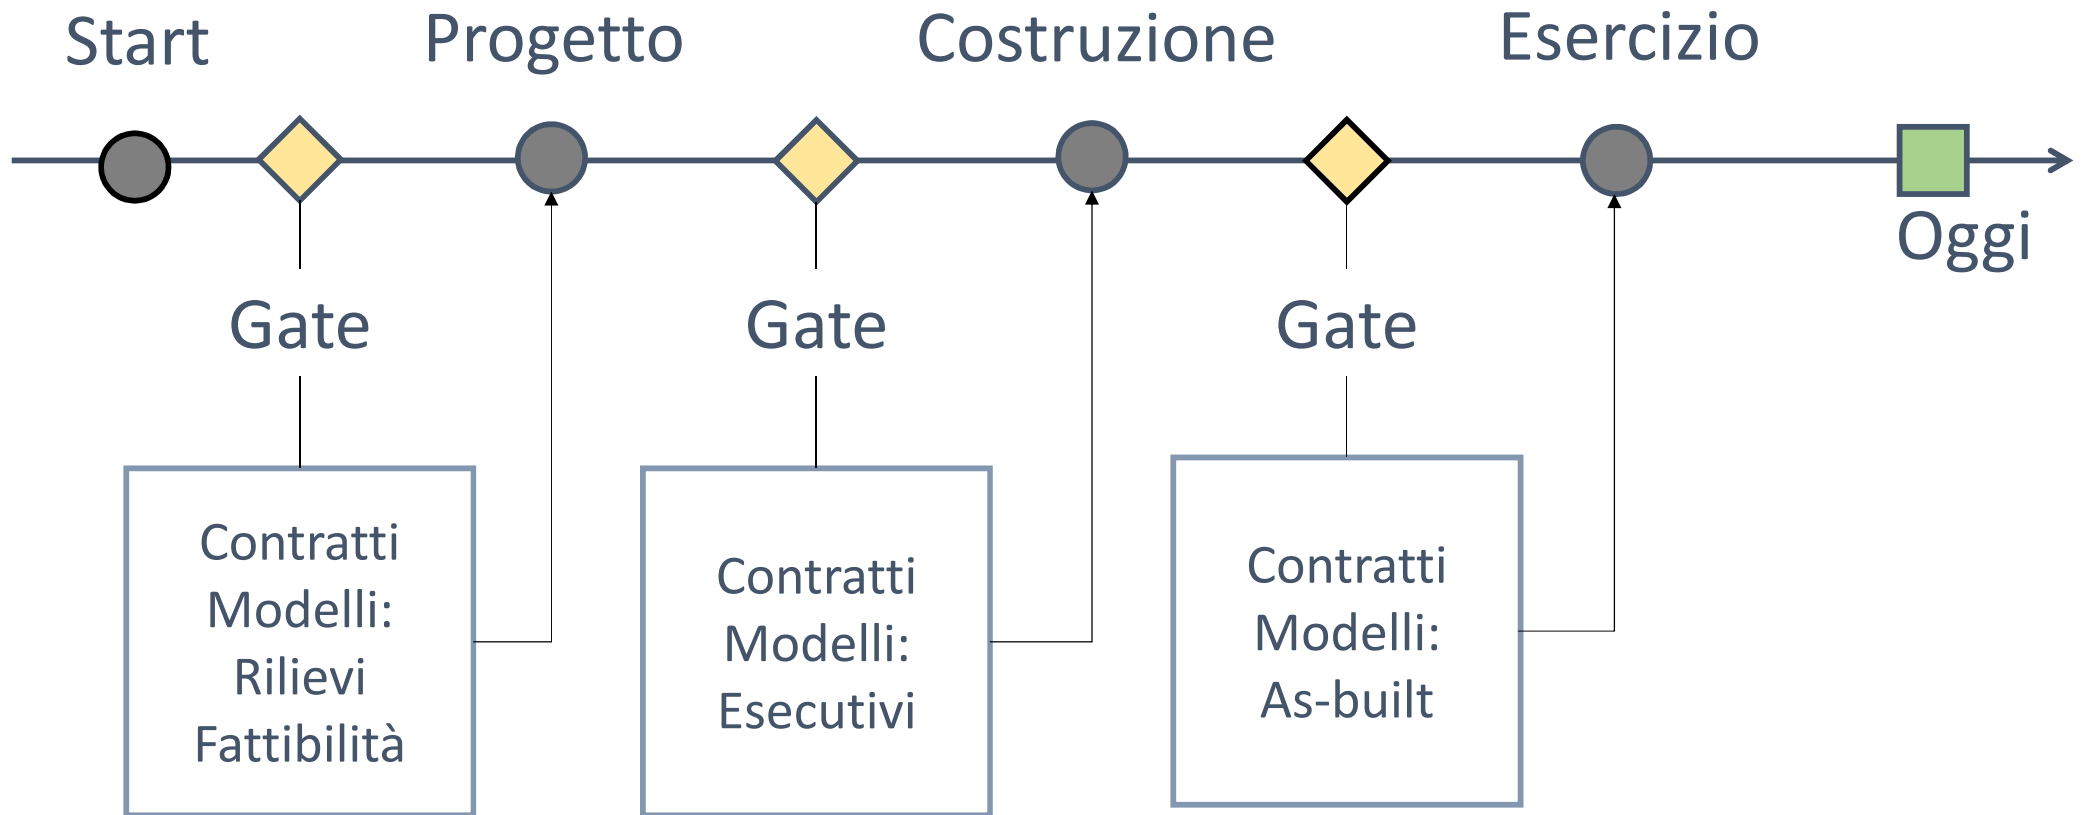 Start
Progetto
Costruzione
Esercizio
Oggi
Gate
Gate
Gate
Contratti
Modelli:
Rilievi
Fattibilità
Contratti
Modelli:
Esecutivi
Contratti
Modelli:
As-built